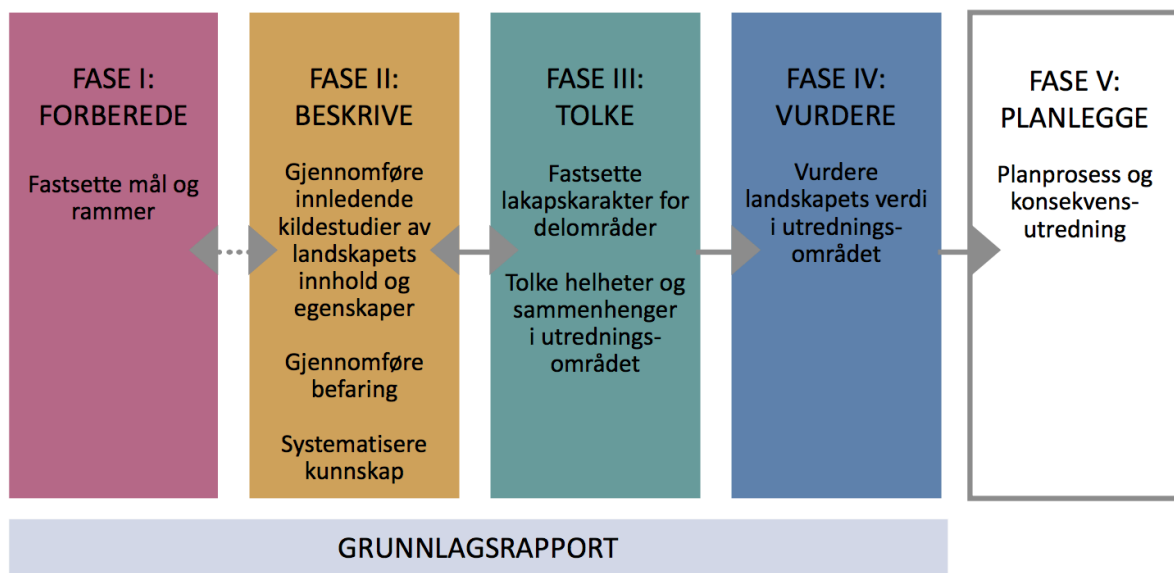 FASE I:
FORBEREDE
Fastsette mål og
rammer
FASE II:
BESKRIVE
Gjennomføre
innledende
kildestudier av
landskapets
innhold og
egenskaper
Gjennomføre
befaring
Systematisere
kunnskap
FASE III:
TOLKE
Fastsette
lakapskarakter for
delområder
Tolke helheter og
sammenhenger
i utrednings-
området
FASE IV:
VURDERE
Vurdere
landskapets verdi
i utrednings-
området
FASE V:
PLANLEGGE
Planprosess og
konsekvens-
utredning
GRUNNLAGSRAPPORT